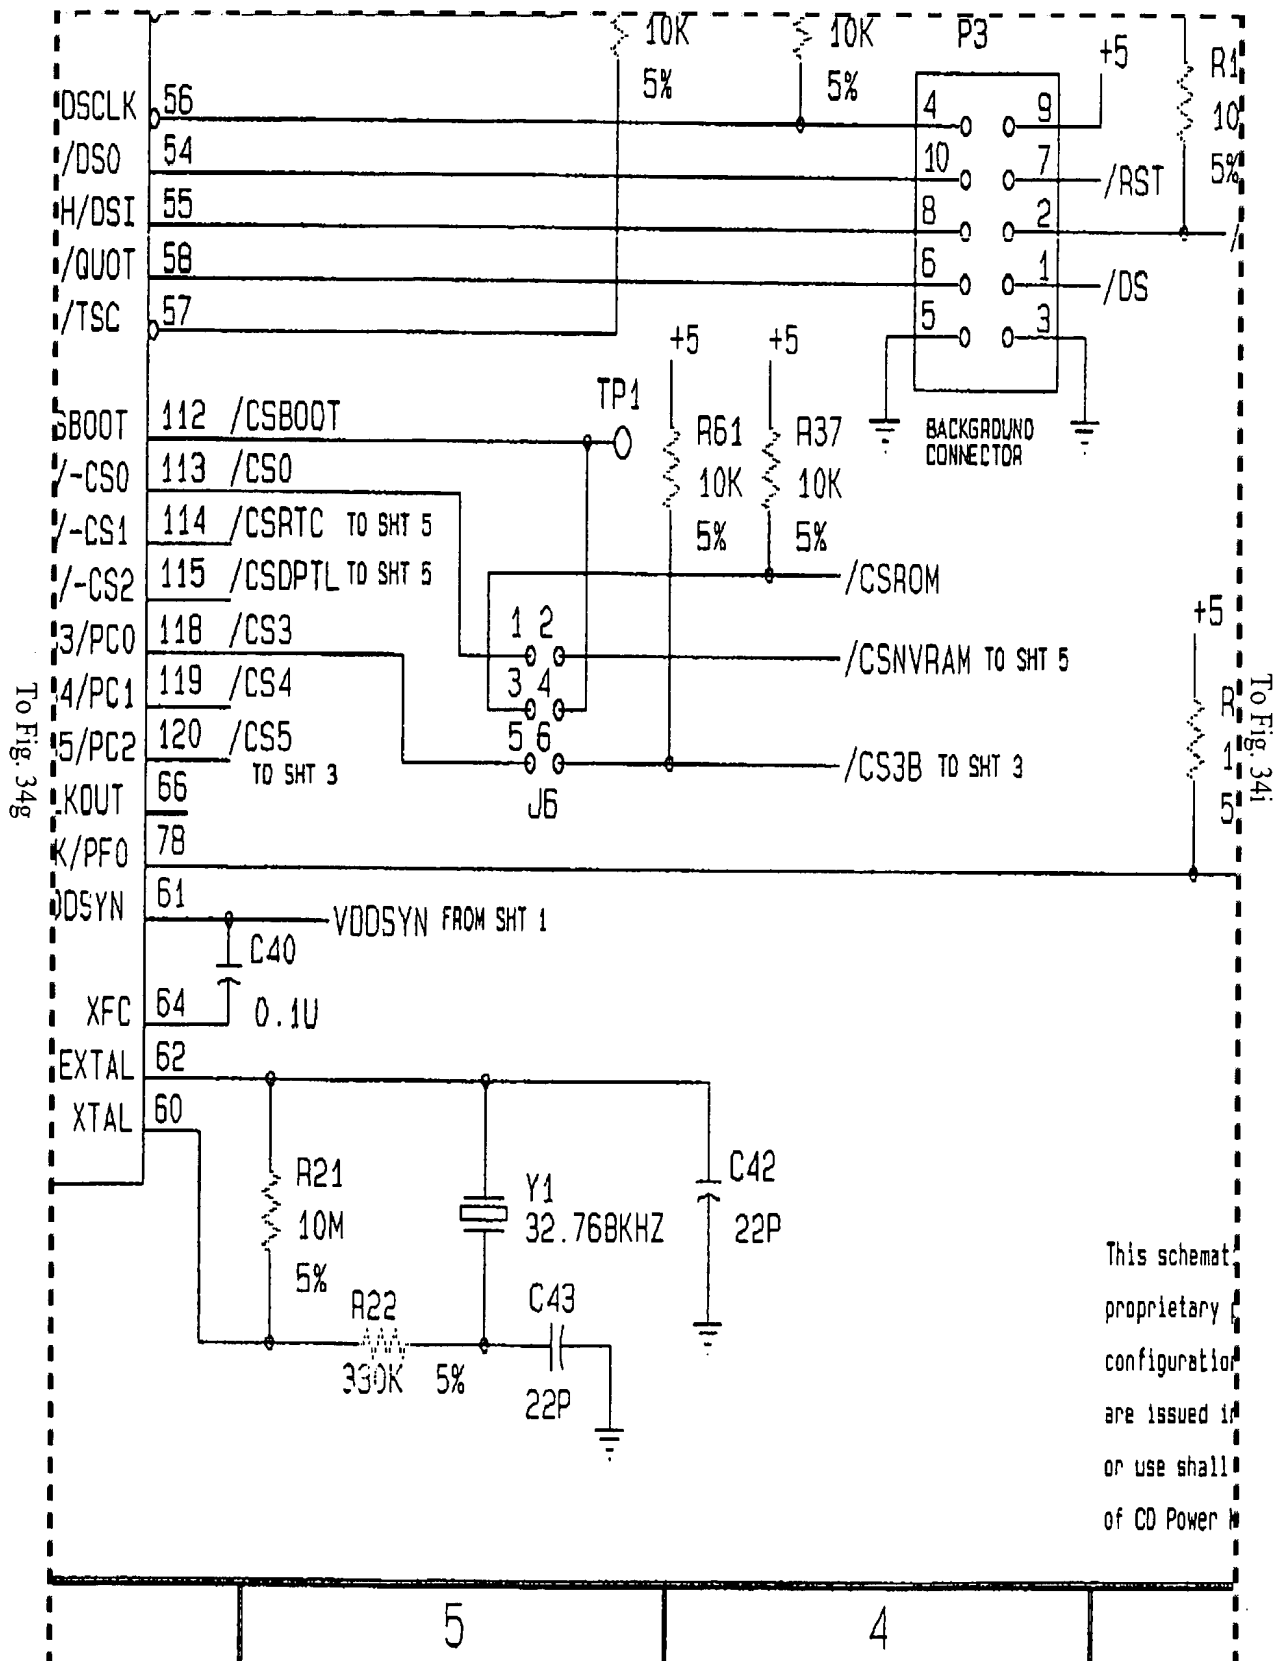 10K
5%
10K
5%
P3
+5
R1
10
5%
DSCLK 56
/DSO 54
H/DSI 55
/QUOT 58
/TSC 57
4 9
10 7
8 2
6 1
5 3
/RST
/
/DS
BACKGROUND
CONNECTOR
SBOOT 112 /CSBOOT
TP1
/-CS0 113 /CS0
/-CS1 114 /CSRTC TO SHT 5
/-CS2 115 /CSDPTL TO SHT 5
3/PC0 118 /CS3
4/PC1 119 /CS4
5/PC2 120 /CS5
TO SHT 3
+5
R61
10K
5%
+5
R37
10K
5%
/CSROM
1 2
3 4
5 6
J6
/CSNVRAM TO SHT 5
/CS3B TO SHT 3
+5
R
1
5
KOUT 66
K/PF0 78
DSYN 61
VDDSYN FROM SHT 1
C40
0.1U
XFC 64
EXTAL 62
XTAL 60
R21
10M
5%
R22
330K 5%
Y1
32.768KHZ
C43
22P
C42
22P
This schemat
proprietary
configuration
are issued in
or use shall
of CD Power
To Fig. 34g
To Fig. 34i
5
4